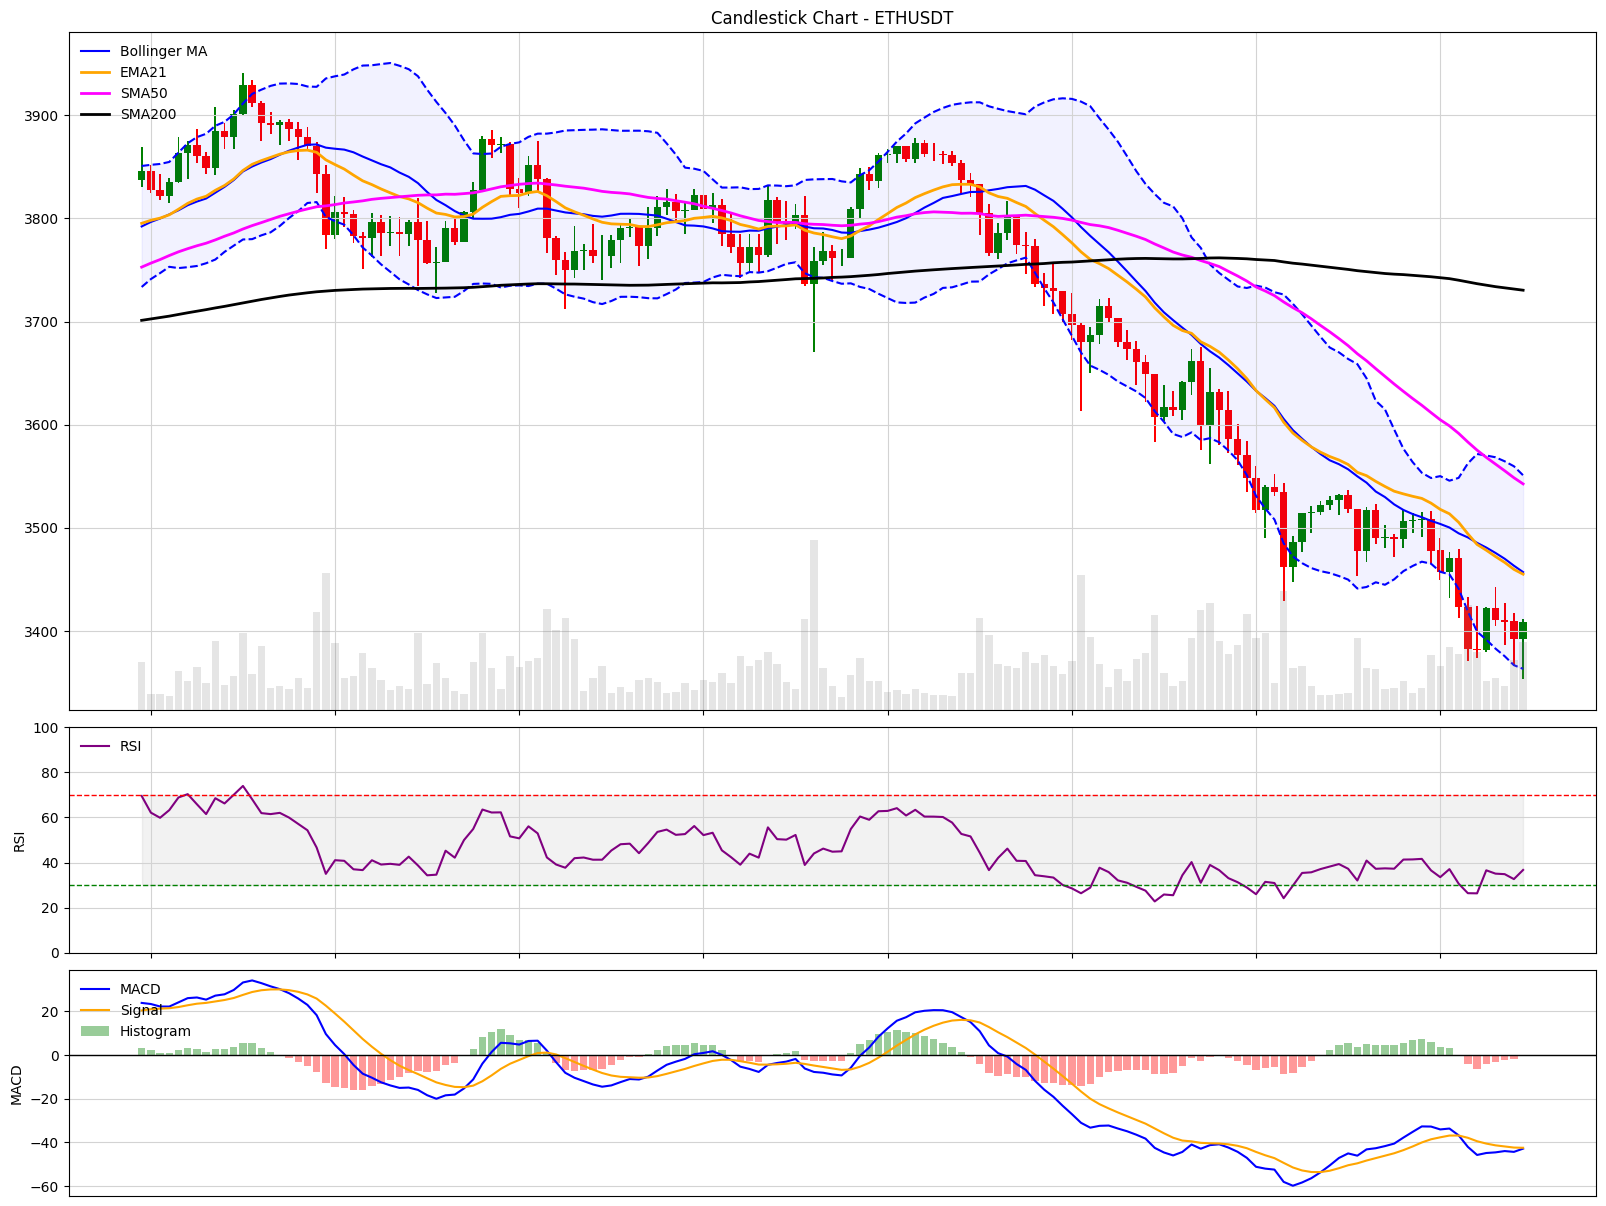 Candlestick Chart - ETHUSDT
Bollinger MA
EMA21
SMA50
SMA200
3900
3800
3700
3600
3500
3400
RSI
100
80
60
40
20
0
RSI
MACD
Signal
Histogram
20
0
−20
−40
−60
MACD